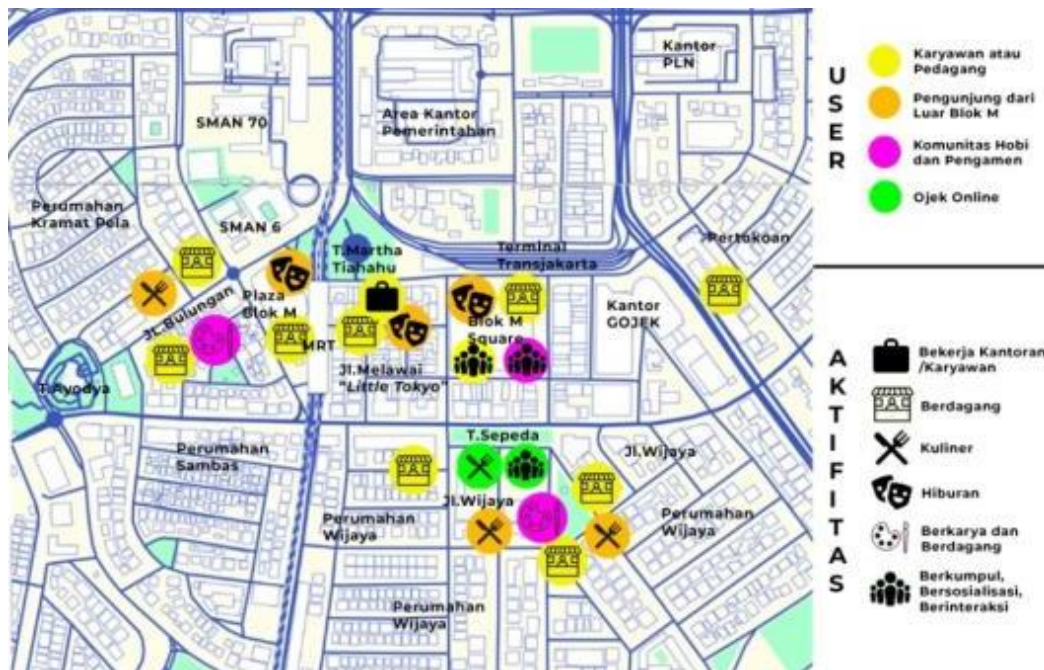 Kantor
PLN
SMAN 70
Area Kantor
Pemerintahan
Perumahan
Kramat Pela
SMAN 6
T.Martha
Tiahahu
Terminal
Transjakarta
Pertokoan
JL.Bulungan
Plaza
Blok M
MRT
Blok M
Square
Kantor
GOJEK
Jl.Melawai
"Little Tokyo"
T.Ayodya
Perumahan
Sambas
T.Sepeda
Jl.Wijaya
Jl.Wijaya
Perumahan
Wijaya
Perumahan
Wijaya
Perumahan
Wijaya
USER
Karyawan atau
Pedagang
Pengunjung dari
Luar Blok M
Komunitas Hobi
dan Pengamen
Ojek Online
AKTIFITAS
Bekerja Kantoran
/Karyawan
Berdagang
Kuliner
Hiburan
Berkarya dan
Berdagang
Berkumpul,
Bersosialisasi,
Berinteraksi